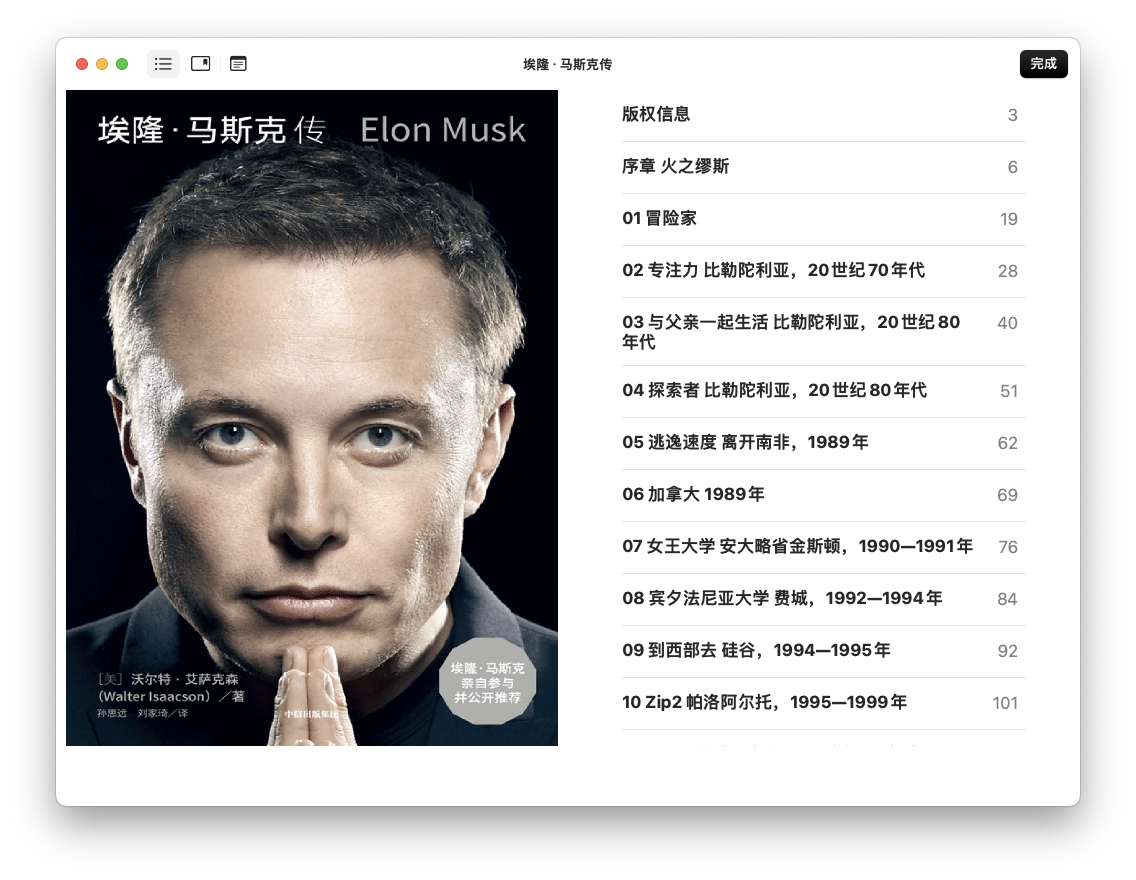 埃隆 · 马斯克传
完成
埃隆 · 马斯克 传 Elon Musk
［美］沃尔特 · 艾萨克森
（Walter Isaacson）／著
孙思远 刘家琦／译
中信出版集团
埃隆 · 马斯克
亲自参与
并公开推荐
版权信息 3
序章 火之缪斯 6
01 冒险家 19
02 专注力 比勒陀利亚，20世纪70年代 28
03 与父亲一起生活 比勒陀利亚，20世纪80 40
年代
04 探索者 比勒陀利亚，20世纪80年代 51
05 逃逸速度 离开南非，1989年 62
06 加拿大 1989年 69
07 女王大学 安大略省金斯顿，1990—1991年 76
08 宾夕法尼亚大学 费城，1992—1994年 84
09 到西部去 硅谷，1994—1995年 92
10 Zip2 帕洛阿尔托，1995—1999年 101